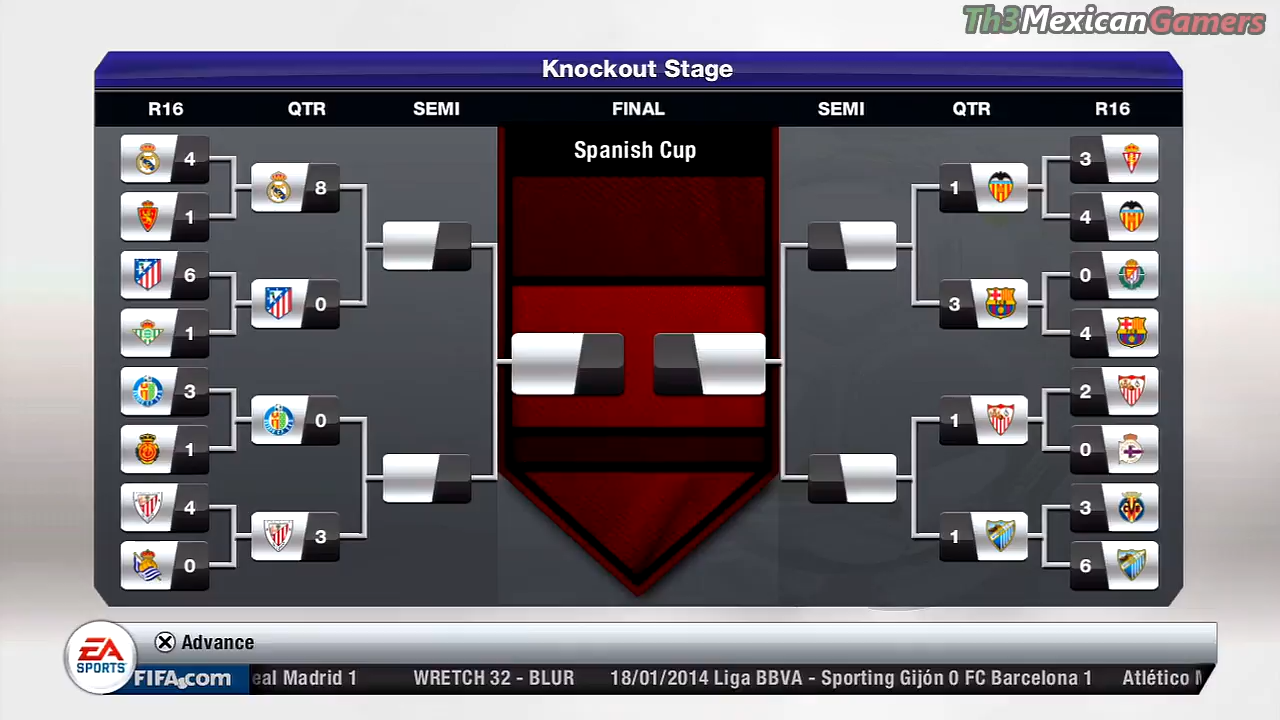 Th3MexicanGamers
Knockout Stage
R16 QTR SEMI FINAL SEMI QTR R16
Spanish Cup
4 3
8 1
1 4
6 0
0 3
1 4
3 2
0 1
1 0
4 3
3 1
0 6
Advance
EA
SPORTS
FIFA.com
eal Madrid 1 WRETCH 32 - BLUR 18/01/2014 Liga BBVA - Sporting Gijón 0 FC Barcelona 1 Atlético M